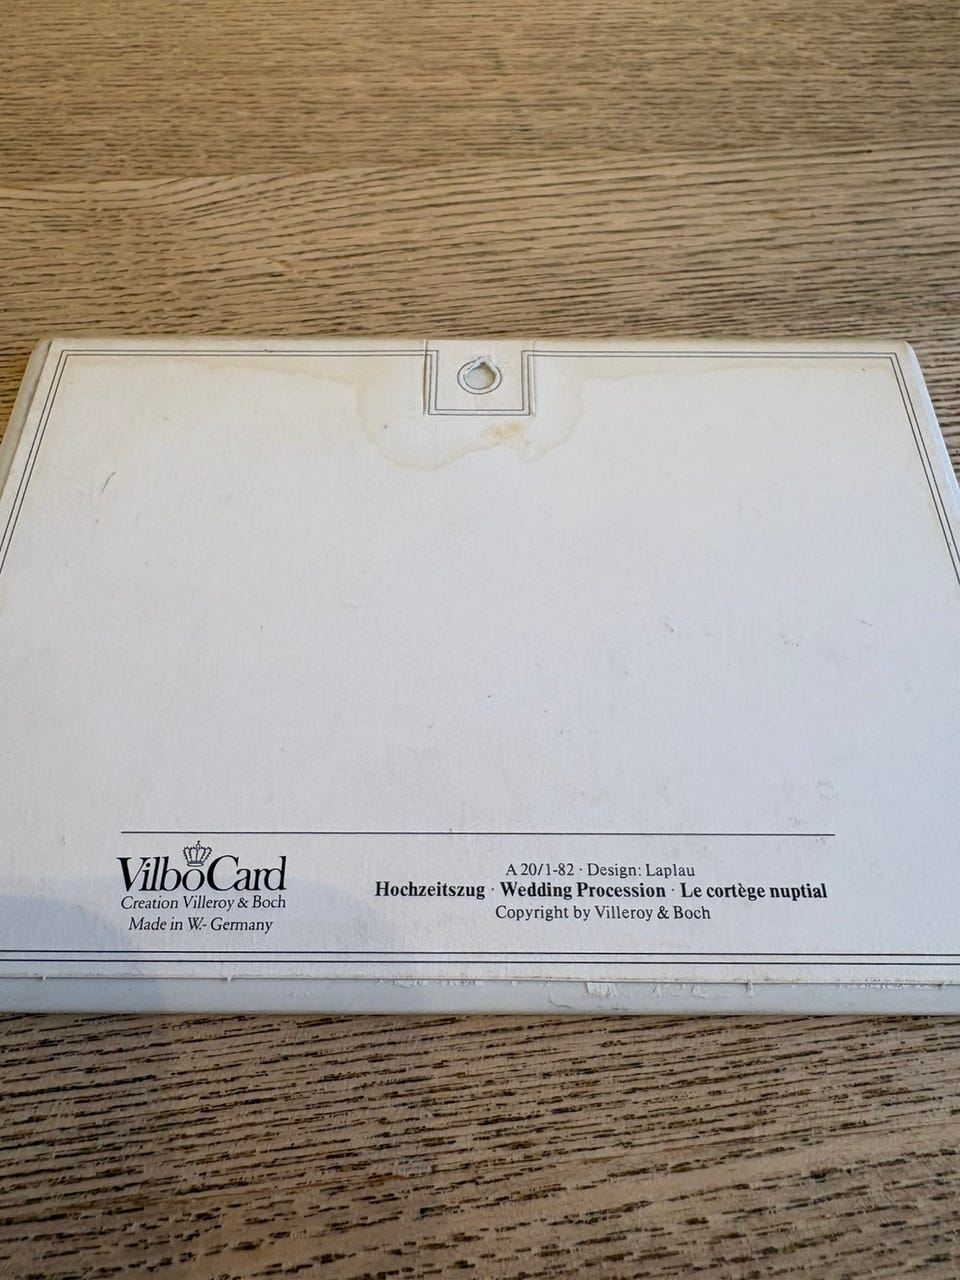 VilboCard
Creation Villeroy & Boch
Made in W.- Germany
A 20/1-82 · Design: Laplau
Hochzeitszug · Wedding Procession · Le cortège nuptial
Copyright by Villeroy & Boch